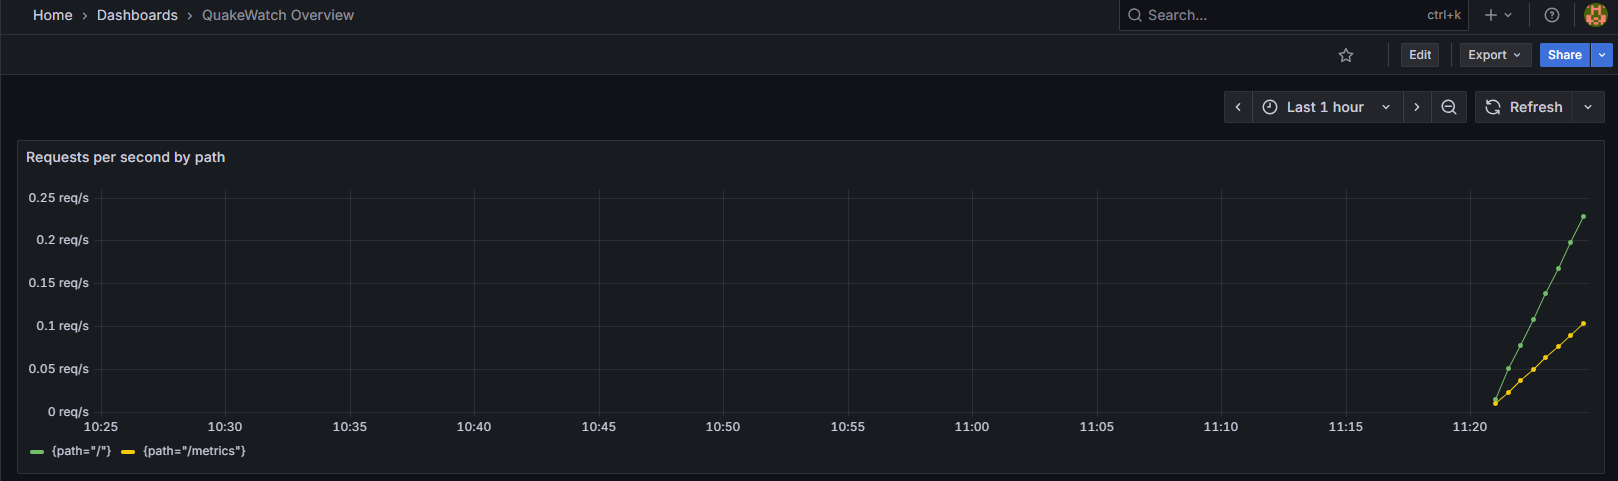 Home > Dashboards > QuakeWatch Overview
Search... ctrl+k
Edit Export Share
Last 1 hour Refresh
Requests per second by path
0.25 req/s
0.2 req/s
0.15 req/s
0.1 req/s
0.05 req/s
0 req/s
10:25 10:30 10:35 10:40 10:45 10:50 10:55 11:00 11:05 11:10 11:15 11:20
{path="/"} {path="/metrics"}